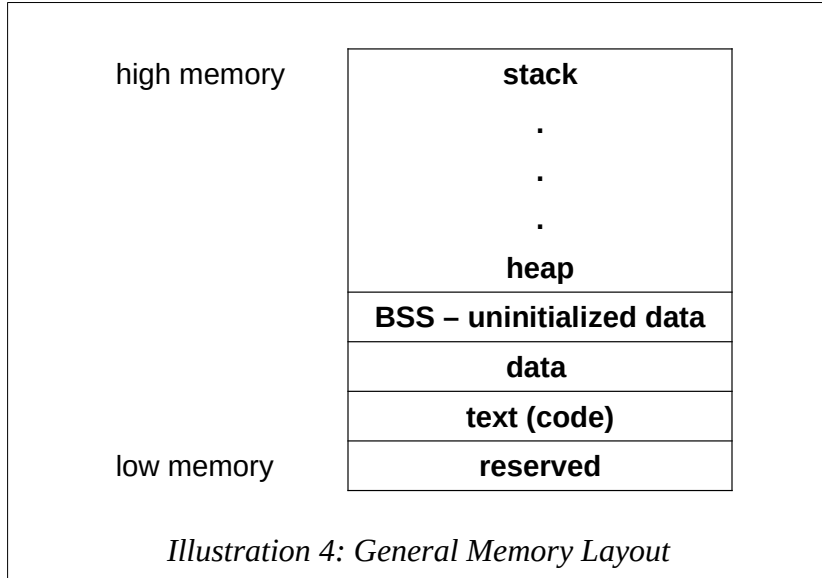 high memory
stack
.
.
.
heap
BSS – uninitialized data
data
text (code)
low memory
reserved
Illustration 4: General Memory Layout